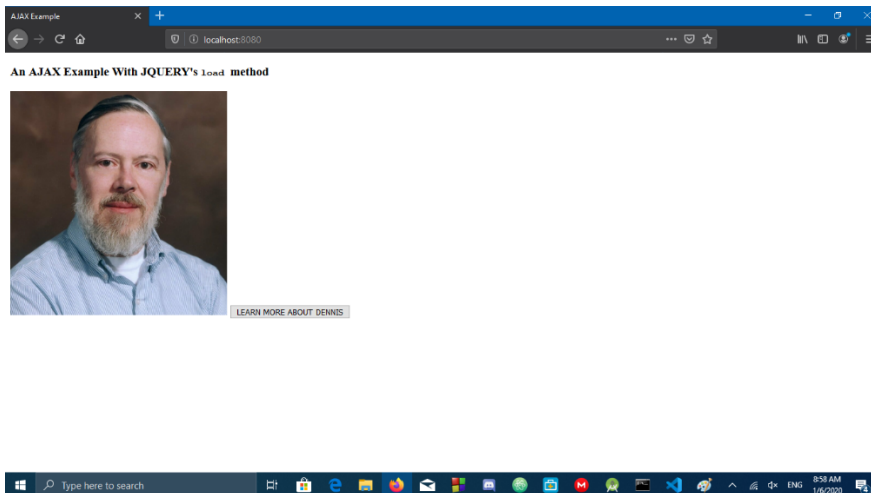 AJAX Example
localhost:8080
An AJAX Example With JQUERY's load method
LEARN MORE ABOUT DENNIS
Type here to search
ENG
8:58 AM
1/6/2020